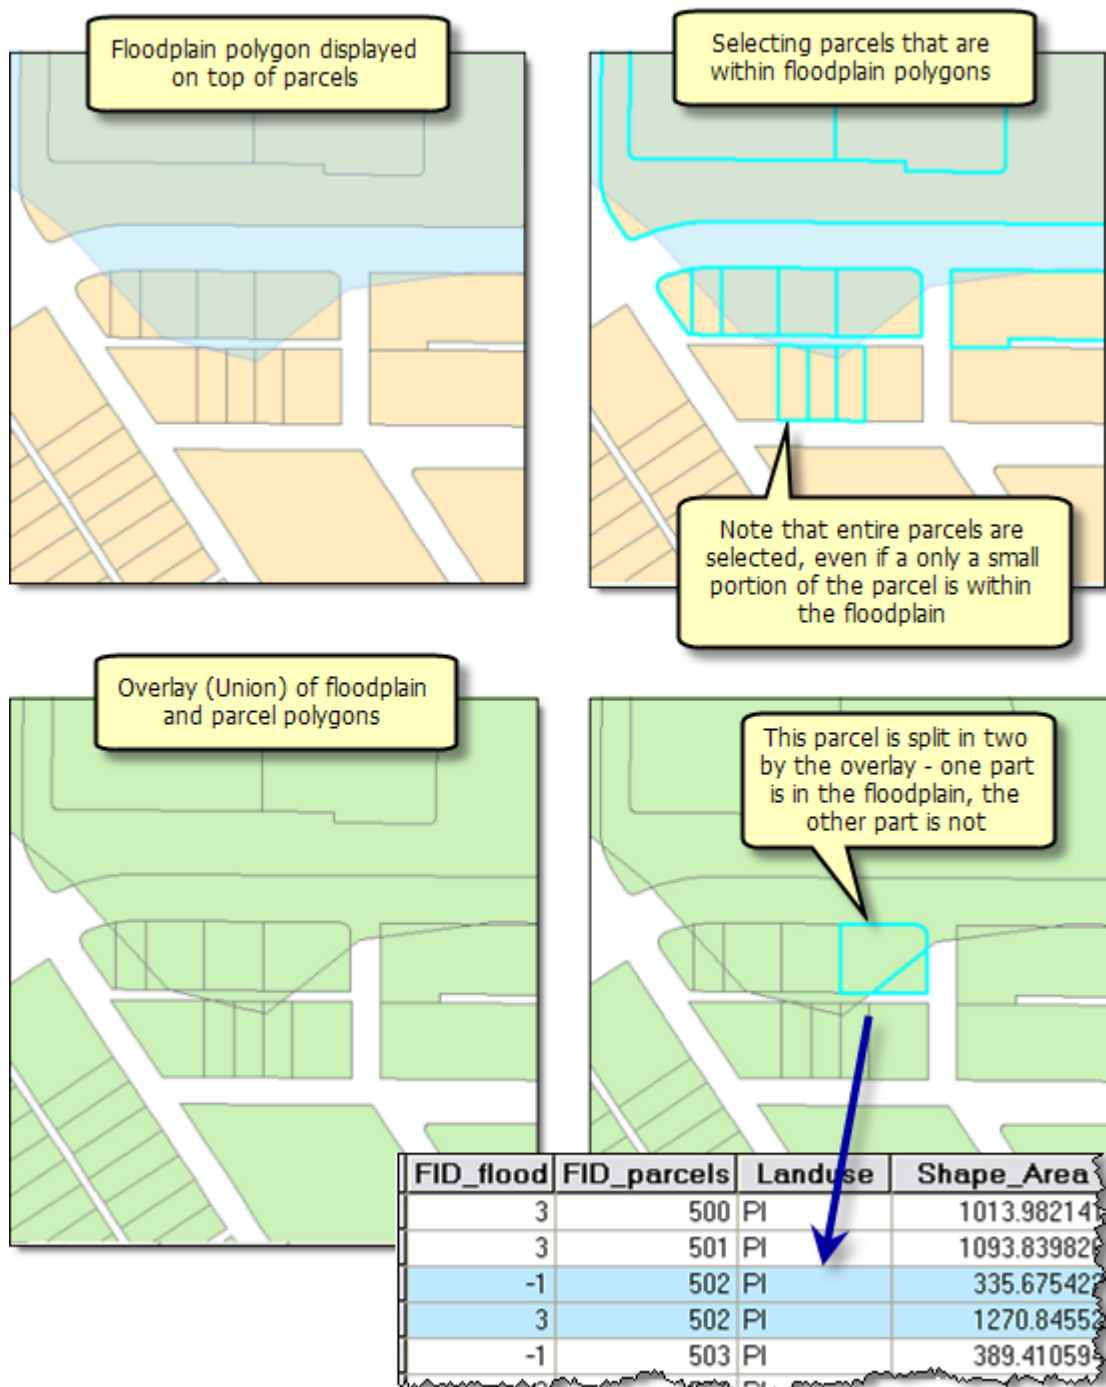 Floodplain polygon displayed
on top of parcels
Selecting parcels that are
within floodplain polygons
Note that entire parcels are
selected, even if a only a small
portion of the parcel is within
the floodplain
Overlay (Union) of floodplain
and parcel polygons
This parcel is split in two
by the overlay - one part
is in the floodplain, the
other part is not
FID_flood FID_parcels Landuse Shape_Area
3 500 PI 1013.982141
3 501 PI 1093.839826
-1 502 PI 335.675422
3 502 PI 1270.84552
-1 503 PI 389.41059